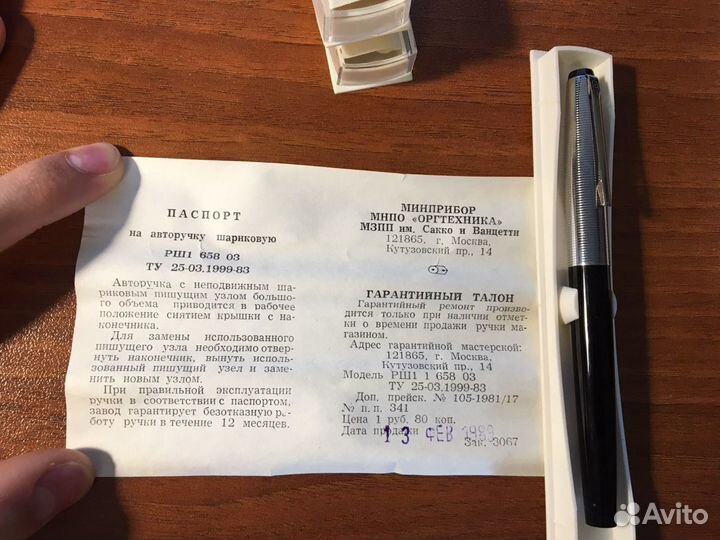 ПАСПОРТ
на авторучку шариковую
РШ1 658 03
ТУ 25-03.1999-83
Авторучка с неподвижным ша-
риковым пишущим узлом большо-
го объема приводится в рабочее
положение снятием крышки с на-
конечника.
Для замены использованного
пишущего узла необходимо отвер-
нуть наконечник, вынуть использо-
ванный пишущий узел и заме-
нить новым узлом.
При правильной эксплуатации
ручки в соответствии с паспортом,
завод гарантирует безотказную ра-
боту ручки в течение 12 месяцев.
МИНПРИБОР
МНПО «ОРГТЕХНИКА»
МЗПП им. Сакко и Ванцетти
121865, г. Москва,
Кутузовский пр., 14
ГАРАНТИЙНЫЙ ТАЛОН
Гарантийный ремонт произво-
дится только при наличии отмет-
ки о времени продажи ручки ма-
газином.
Адрес гарантийной мастерской:
121865, г. Москва,
Кутузовский пр., 14
Модель РШ1 1 658 03
ТУ 25-03.1999-83
Доп. прейск. № 105-1981/17
№ п.п. 341
Цена 1 руб. 80 коп.
Дата продажи 13 ФЕВ 1989
Зак. 3067
Avito